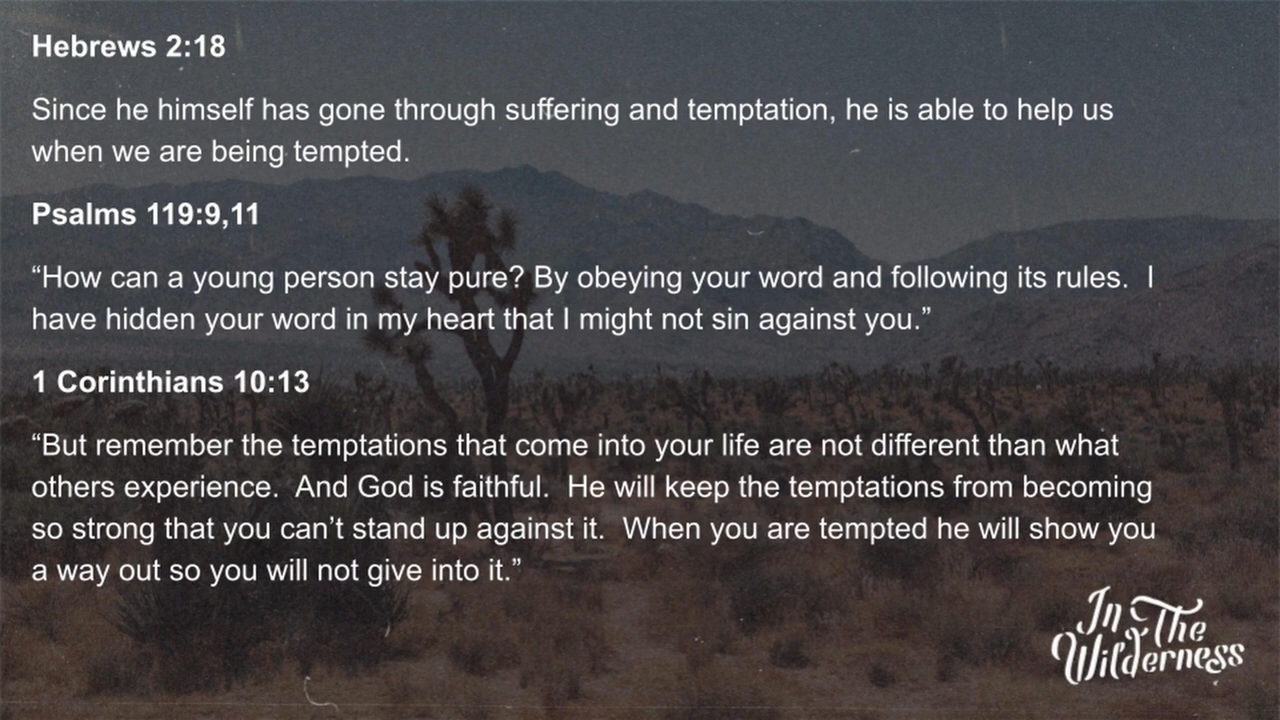 Hebrews 2:18
Since he himself has gone through suffering and temptation, he is able to help us
when we are being tempted.
Psalms 119:9,11
“How can a young person stay pure? By obeying your word and following its rules.  I
have hidden your word in my heart that I might not sin against you.”
1 Corinthians 10:13
“But remember the temptations that come into your life are not different than what
others experience.  And God is faithful.  He will keep the temptations from becoming
so strong that you can’t stand up against it.  When you are tempted he will show you
a way out so you will not give into it.”
In The
Wilderness